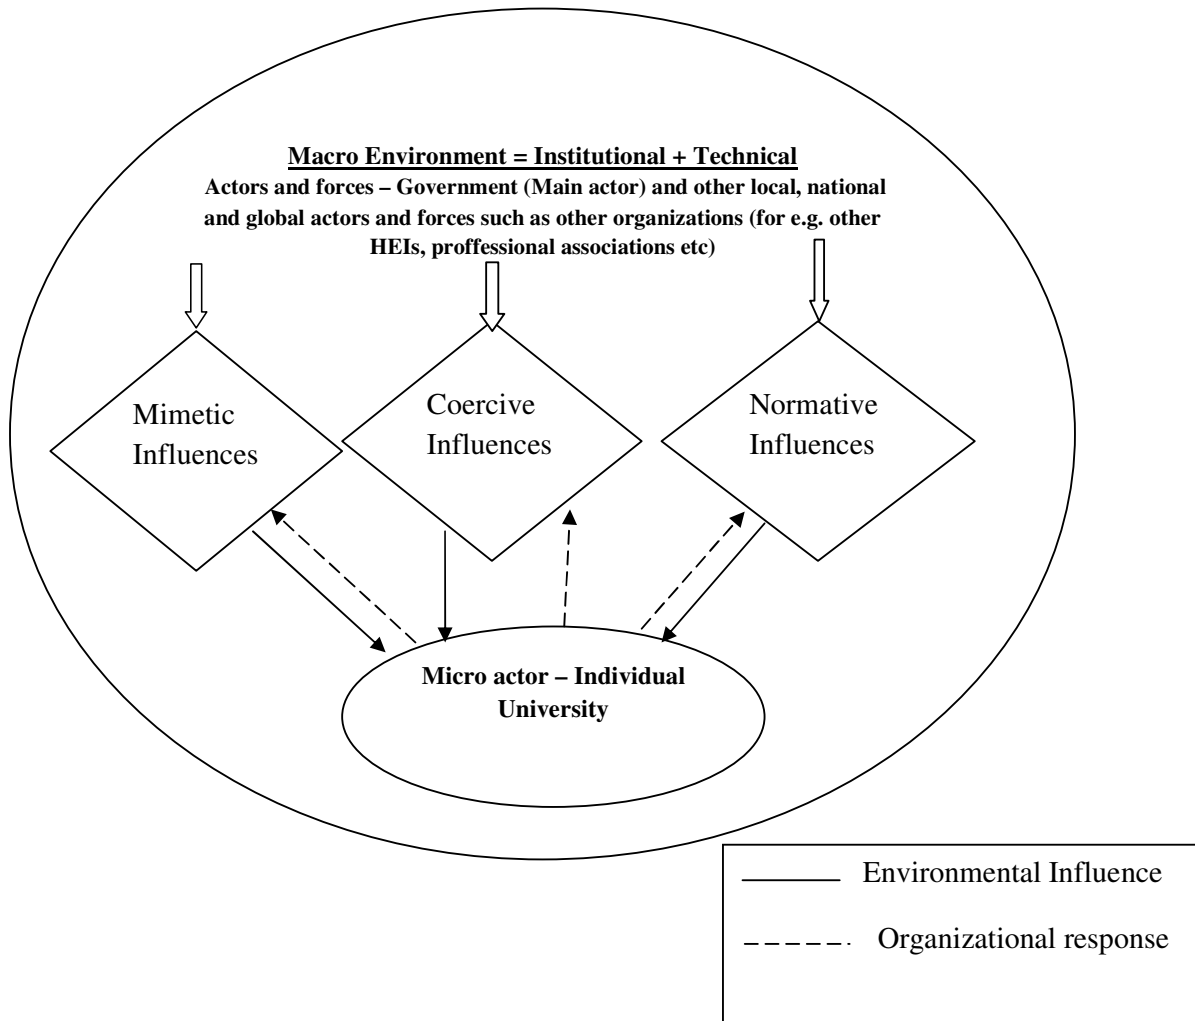 Macro Environment = Institutional + Technical
Actors and forces – Government (Main actor) and other local, national
and global actors and forces such as other organizations (for e.g. other
HEIs, proffessional associations etc)
Mimetic
Influences
Coercive
Influences
Normative
Influences
Micro actor – Individual
University
Environmental Influence
Organizational response